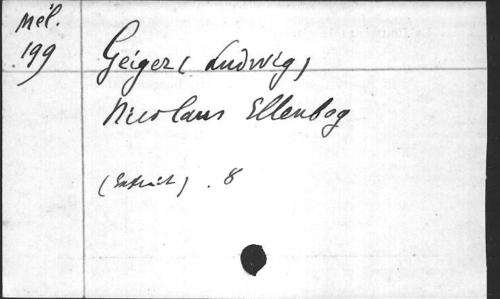 Mél.
199
Geiger (Ludwig)
Nicolaus Ellenbog
(Extrait) . 8